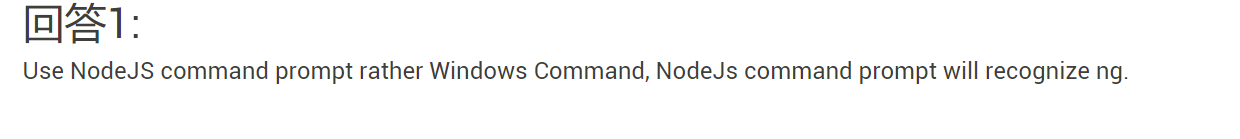 回答1:
Use NodeJS command prompt rather Windows Command, NodeJs command prompt will recognize ng.